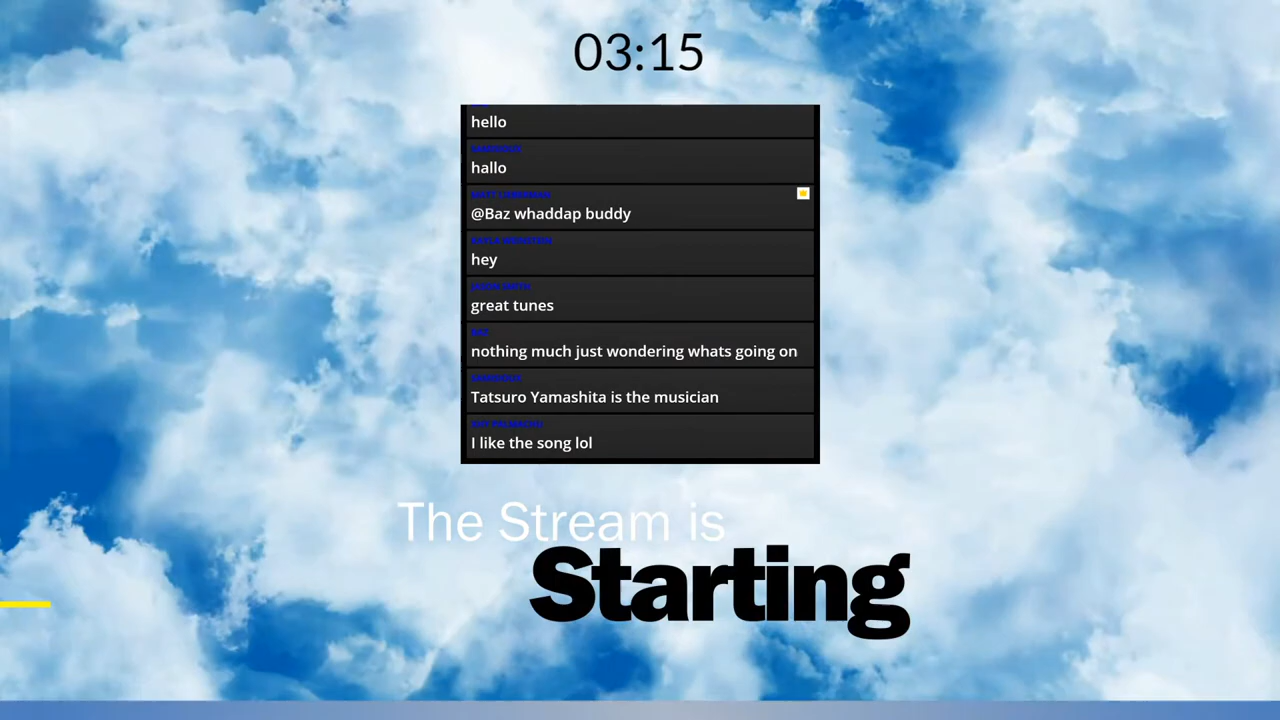 03:15
hello
hallo
@Baz whaddap buddy
hey
great tunes
nothing much just wondering whats going on
Tatsuro Yamashita is the musician
I like the song lol
The Stream is
Starting